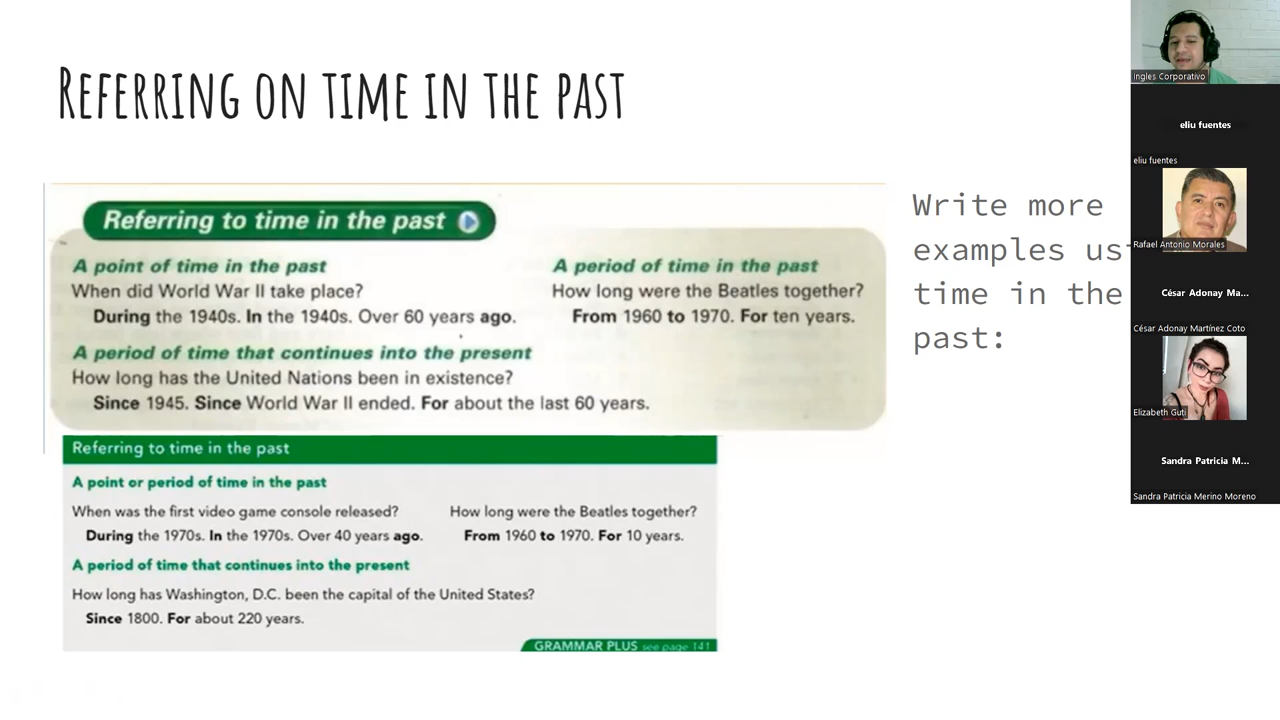 Referring on time in the past
Referring to time in the past
A point of time in the past
When did World War II take place?
During the 1940s. In the 1940s. Over 60 years ago.
A period of time in the past
How long were the Beatles together?
From 1960 to 1970. For ten years.
A period of time that continues into the present
How long has the United Nations been in existence?
Since 1945. Since World War II ended. For about the last 60 years.
Referring to time in the past
A point or period of time in the past
When was the first video game console released?
During the 1970s. In the 1970s. Over 40 years ago.
How long were the Beatles together?
From 1960 to 1970. For 10 years.
A period of time that continues into the present
How long has Washington, D.C. been the capital of the United States?
Since 1800. For about 220 years.
GRAMMAR PLUS see page 141
Write more
examples us
time in the
past:
Ingles Corporativo
eliu fuentes
eliu fuentes
Rafael Antonio Morales
César Adonay Ma...
César Adonay Martínez Coto
Elizabeth Guti
Sandra Patricia M...
Sandra Patricia Merino Moreno